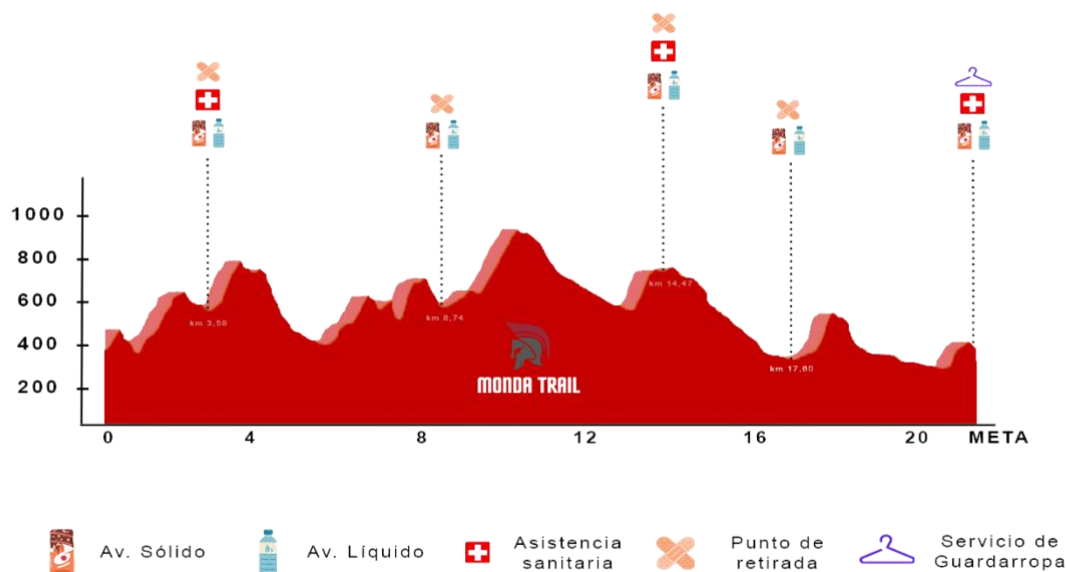 1000
800
600
400
200
km 3,58
km 8,74
km 14,47
km 17,60
MONDA TRAIL
0 4 8 12 16 20 META
Av. Sólido
Av. Líquido
Asistencia
sanitaria
Punto de
retirada
Servicio de
Guardarropa